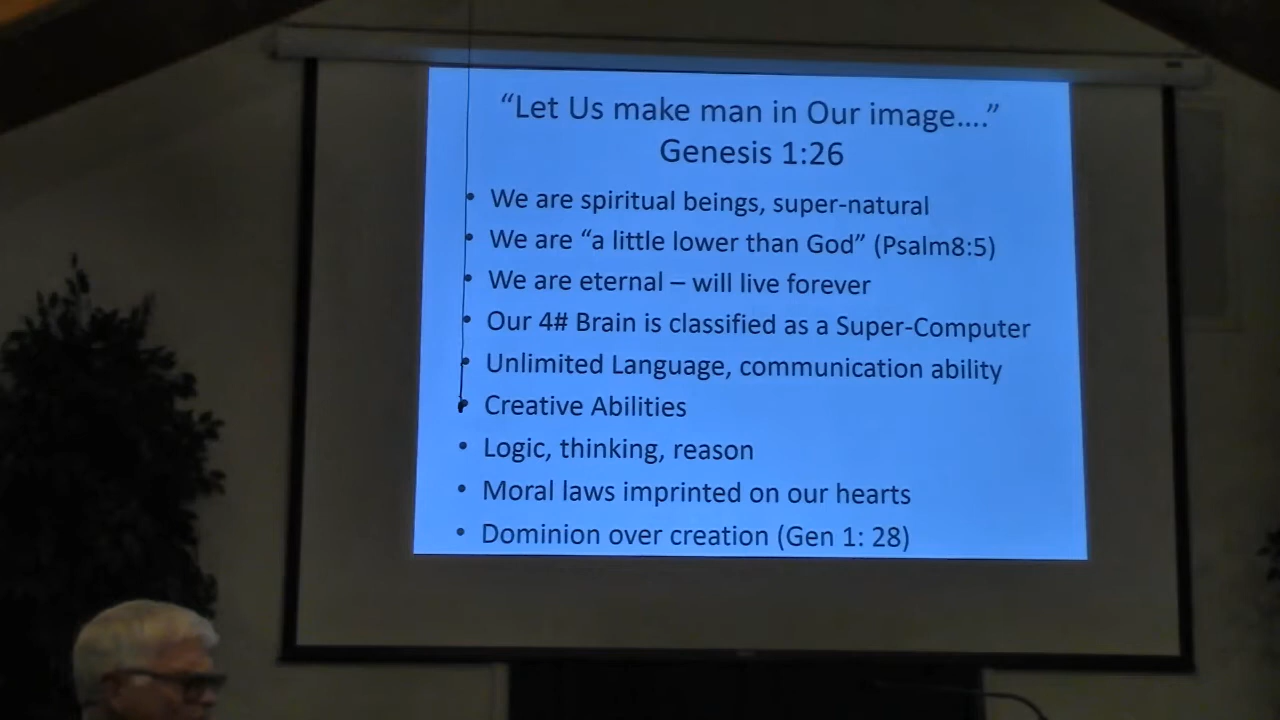 “Let Us make man in Our image....”
Genesis 1:26
• We are spiritual beings, super-natural
• We are “a little lower than God” (Psalm8:5)
• We are eternal – will live forever
• Our 4# Brain is classified as a Super-Computer
• Unlimited Language, communication ability
• Creative Abilities
• Logic, thinking, reason
• Moral laws imprinted on our hearts
• Dominion over creation (Gen 1: 28)